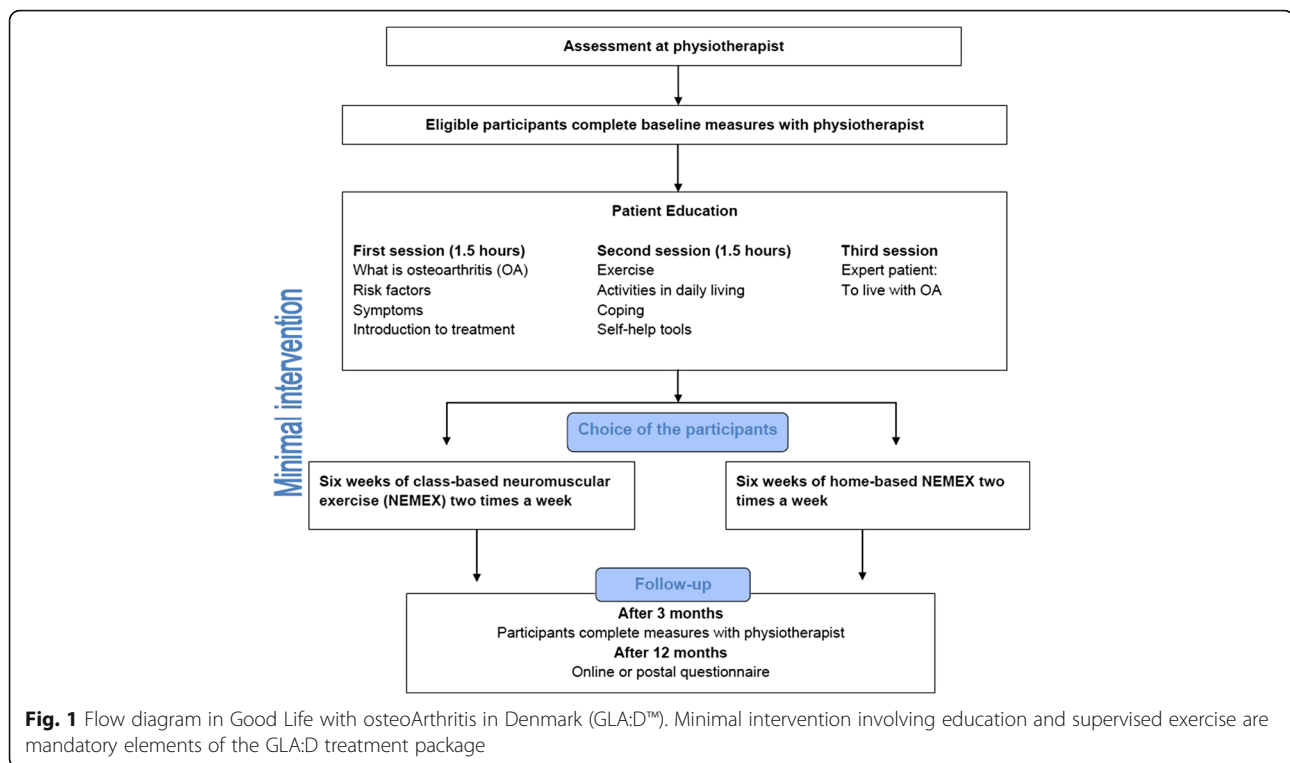 Assessment at physiotherapist
Eligible participants complete baseline measures with physiotherapist
Minimal intervention
Patient Education
First session (1.5 hours)
What is osteoarthritis (OA)
Risk factors
Symptoms
Introduction to treatment
Second session (1.5 hours)
Exercise
Activities in daily living
Coping
Self-help tools
Third session
Expert patient:
To live with OA
Choice of the participants
Six weeks of class-based neuromuscular
exercise (NEMEX) two times a week
Six weeks of home-based NEMEX two
times a week
Follow-up
After 3 months
Participants complete measures with physiotherapist
After 12 months
Online or postal questionnaire
Fig. 1 Flow diagram in Good Life with osteoArthritis in Denmark (GLA:D™). Minimal intervention involving education and supervised exercise are
mandatory elements of the GLA:D treatment package